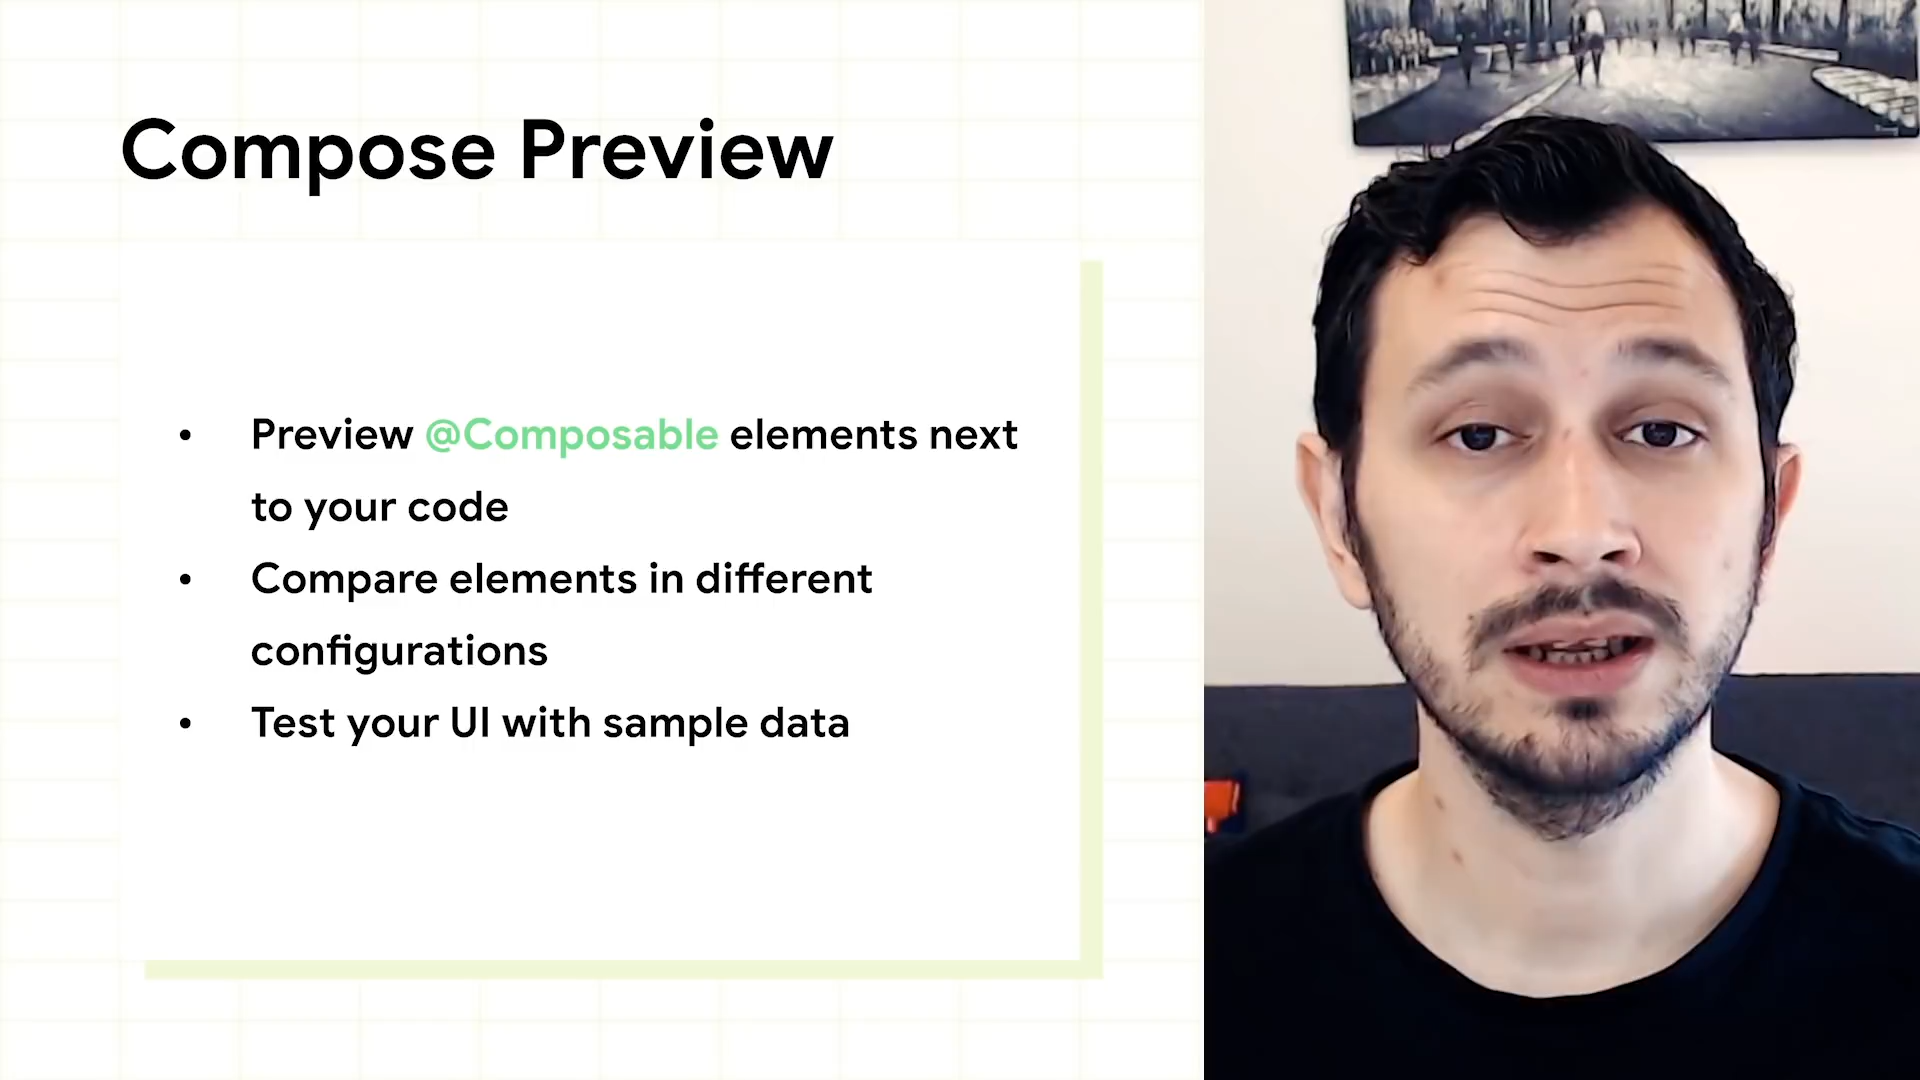 Compose Preview
• Preview @Composable elements next
to your code
• Compare elements in different
configurations
• Test your UI with sample data